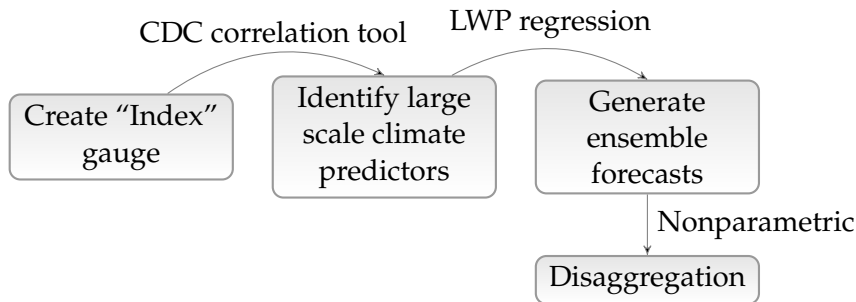 CDC correlation tool
LWP regression
Create “Index”
gauge
Identify large
scale climate
predictors
Generate
ensemble
forecasts
Nonparametric
Disaggregation